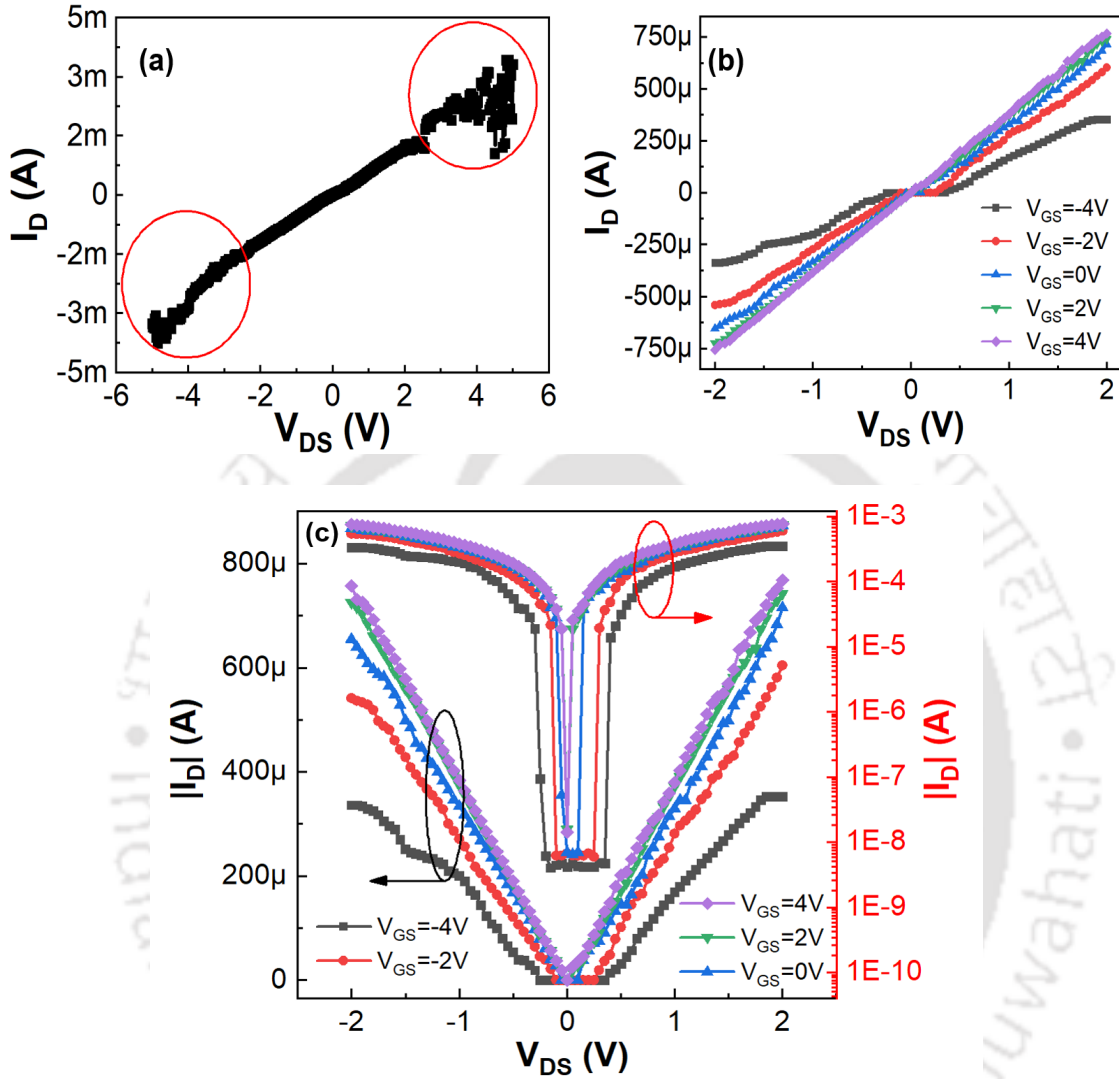 (a)
5m
3m
2m
0
-2m
-3m
-5m
I_D (A)
-6 -4 -2 0 2 4 6
V_DS (V)
(b)
750µ
500µ
250µ
0
-250µ
-500µ
-750µ
I_D (A)
V_GS=-4V
V_GS=-2V
V_GS=0V
V_GS=2V
V_GS=4V
-2 -1 0 1 2
V_DS (V)
(c)
800µ
600µ
400µ
200µ
0
|I_D| (A)
1E-3
1E-4
1E-5
1E-6
1E-7
1E-8
1E-9
1E-10
|I_D| (A)
V_GS=-4V
V_GS=-2V
V_GS=4V
V_GS=2V
V_GS=0V
-2 -1 0 1 2
V_DS (V)
uwahati